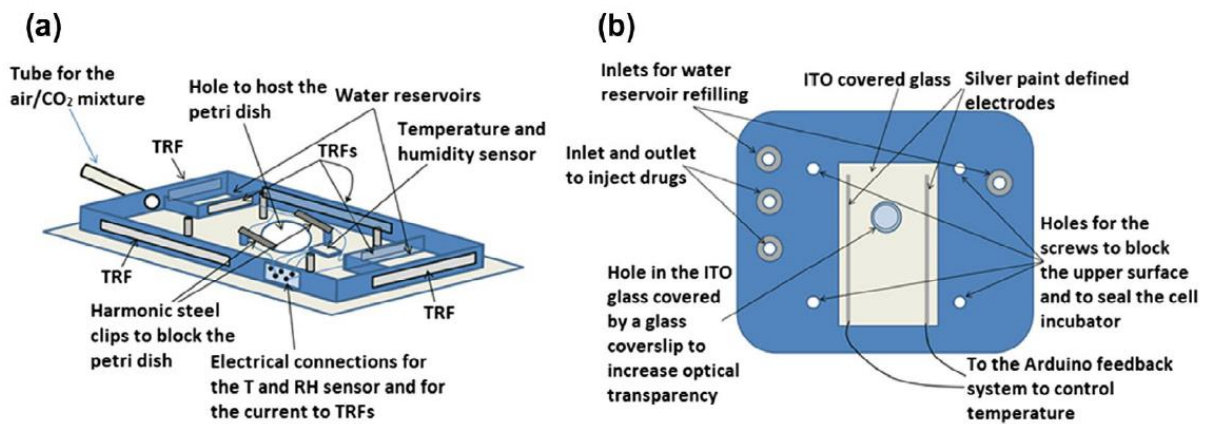 (a)
Tube for the
air/CO₂ mixture
Hole to host the
petri dish
Water reservoirs
Temperature and
humidity sensor
TRF
TRFs
TRF
TRF
Harmonic steel
clips to block the
petri dish
Electrical connections for
the T and RH sensor and for
the current to TRFs
(b)
Inlets for water
reservoir refilling
ITO covered glass
Silver paint defined
electrodes
Inlet and outlet
to inject drugs
Hole in the ITO
glass covered
by a glass
coverslip to
increase optical
transparency
Holes for the
screws to block
the upper surface
and to seal the cell
incubator
To the Arduino feedback
system to control
temperature